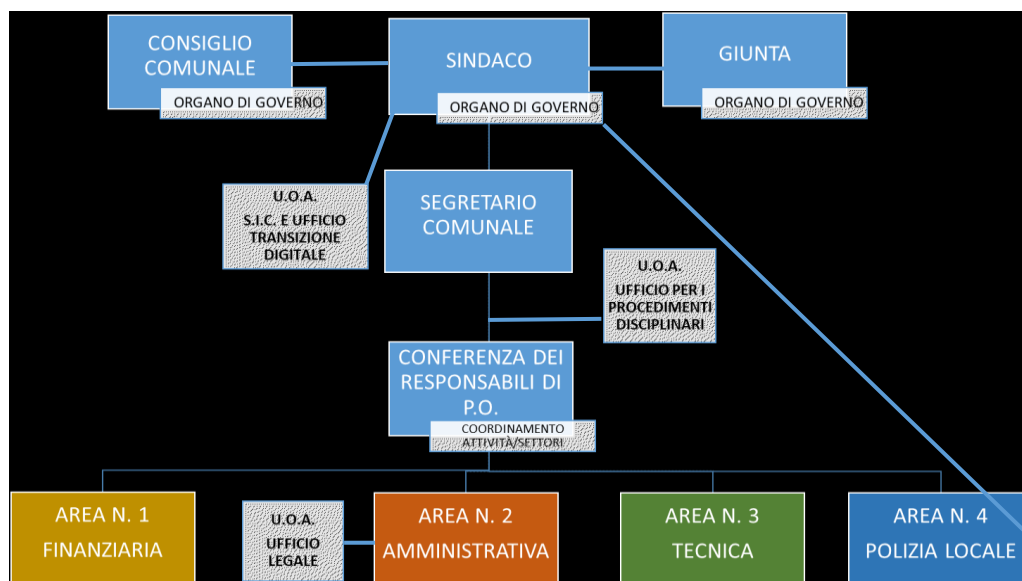 CONSIGLIO
COMUNALE
ORGANO DI GOVERNO
SINDACO
ORGANO DI GOVERNO
GIUNTA
ORGANO DI GOVERNO
U.O.A.
S.I.C. E UFFICIO
TRANSIZIONE
DIGITALE
SEGRETARIO
COMUNALE
U.O.A.
UFFICIO PER I
PROCEDIMENTI
DISCIPLINARI
CONFERENZA DEI
RESPONSABILI DI
P.O.
COORDINAMENTO
ATTIVITÀ/SETTORI
AREA N. 1
FINANZIARIA
U.O.A.
UFFICIO
LEGALE
AREA N. 2
AMMINISTRATIVA
AREA N. 3
TECNICA
AREA N. 4
POLIZIA LOCALE